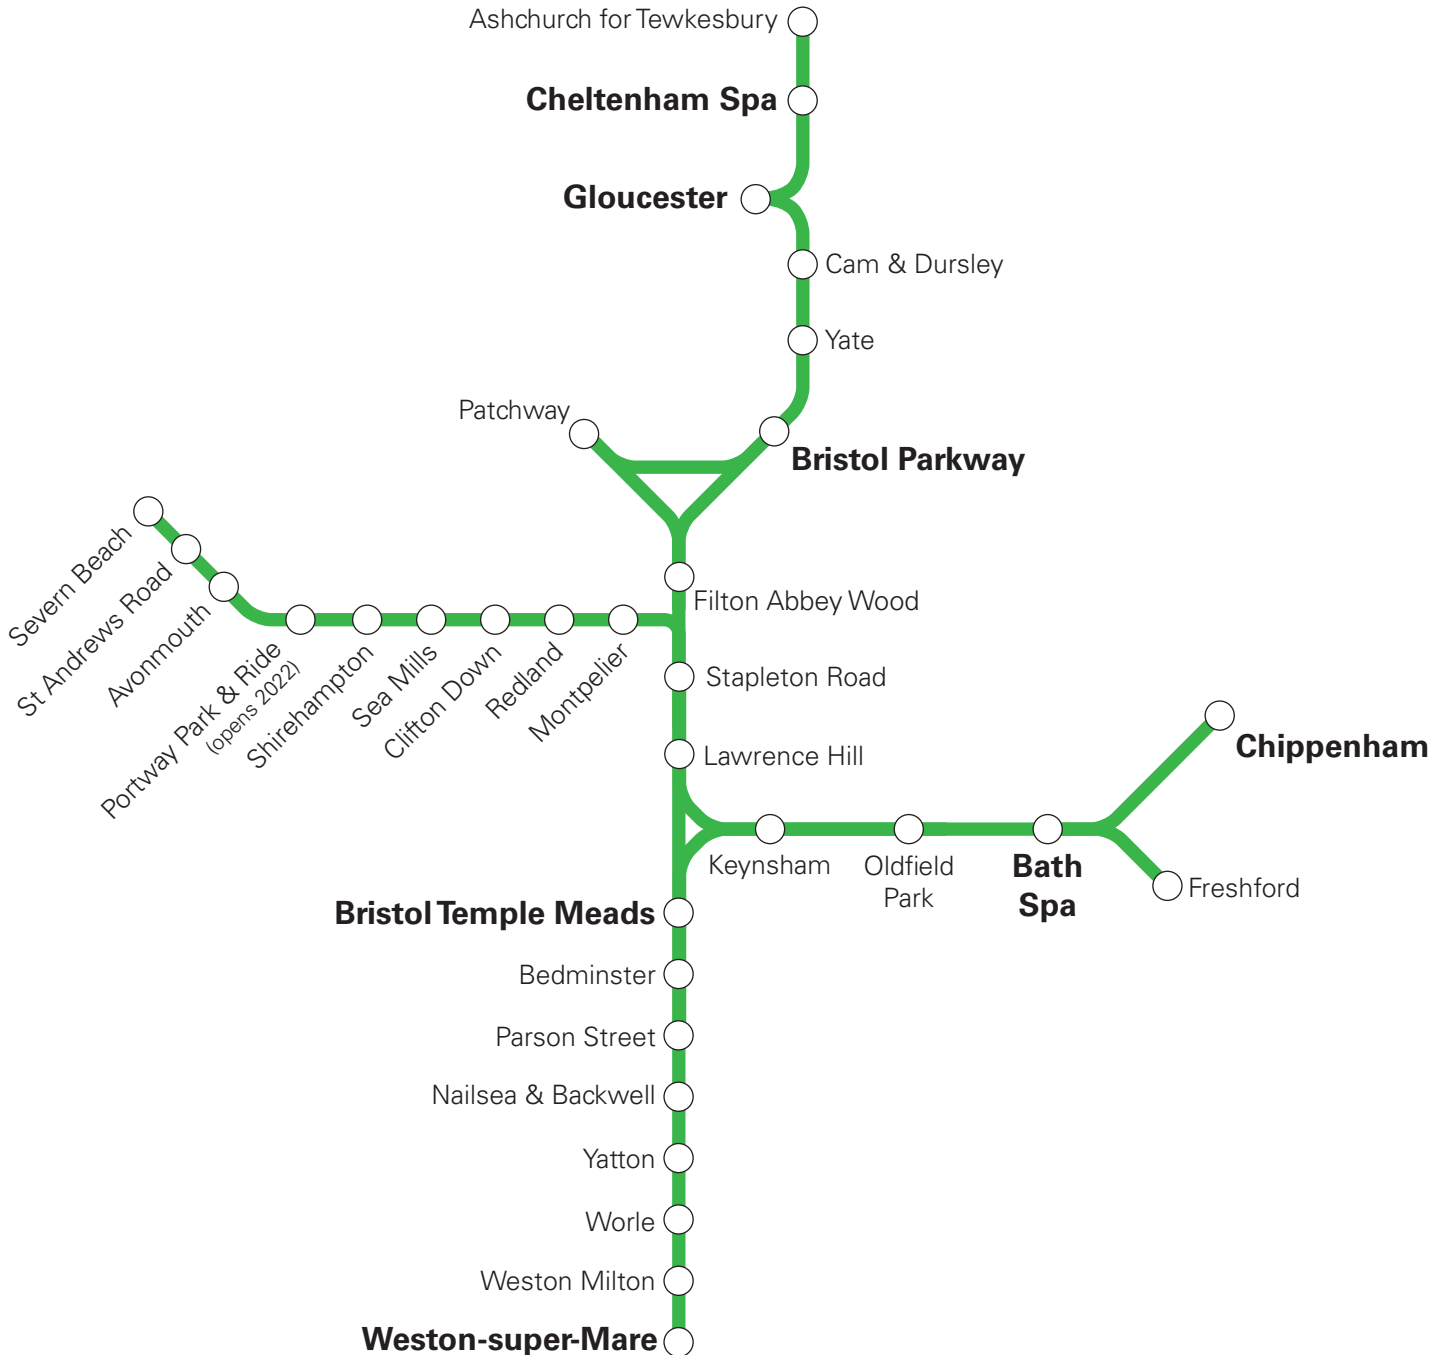 Ashchurch for Tewkesbury
Cheltenham Spa
Gloucester
Cam & Dursley
Yate
Patchway
Bristol Parkway
Severn Beach
St Andrews Road
Avonmouth
Portway Park & Ride
(opens 2022)
Shirehampton
Sea Mills
Clifton Down
Redland
Montpelier
Filton Abbey Wood
Stapleton Road
Lawrence Hill
Chippenham
Keynsham
Oldfield
Park
Bath
Spa
Freshford
Bristol Temple Meads
Bedminster
Parson Street
Nailsea & Backwell
Yatton
Worle
Weston Milton
Weston-super-Mare